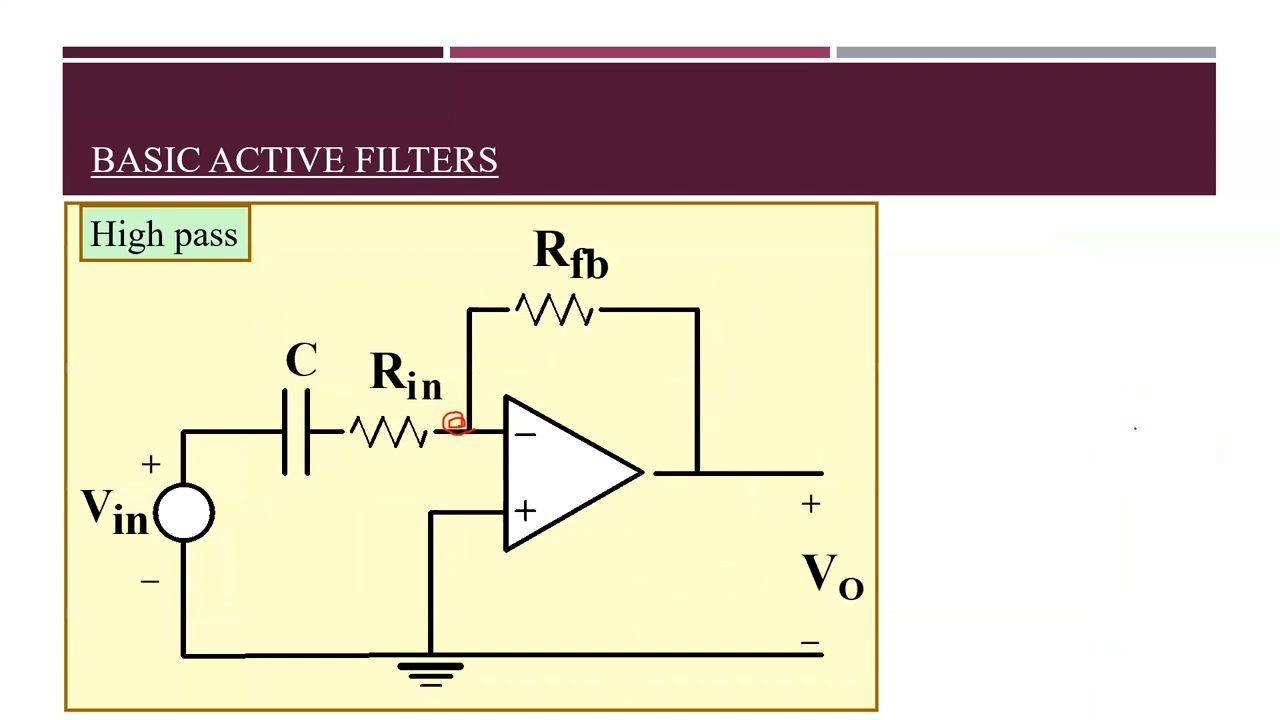 BASIC ACTIVE FILTERS
High pass
Rfb
C
Rin
+
−
Vin
+
−
+
Vo
−